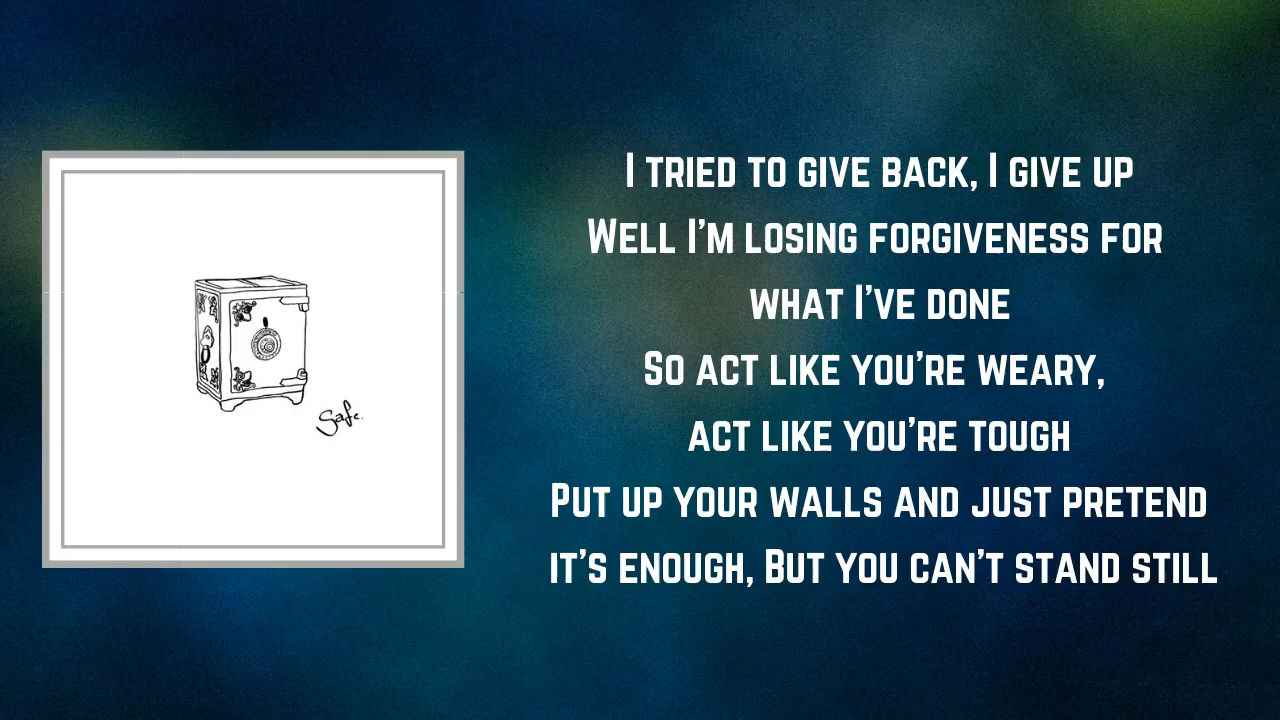 Safe.
I TRIED TO GIVE BACK, I GIVE UP
WELL I'M LOSING FORGIVENESS FOR
WHAT I'VE DONE
SO ACT LIKE YOU'RE WEARY,
ACT LIKE YOU'RE TOUGH
PUT UP YOUR WALLS AND JUST PRETEND
IT'S ENOUGH, BUT YOU CAN'T STAND STILL